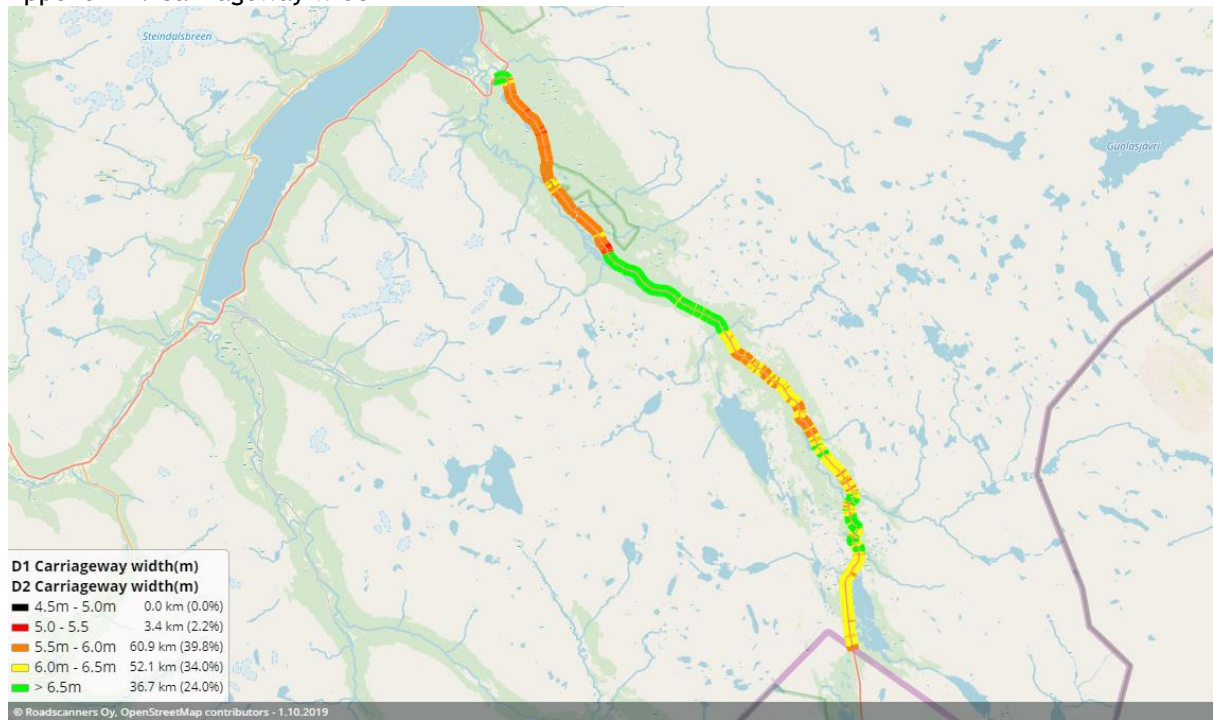 Steindalsbreen
Guolasjávri
D1 Carriageway width(m)
D2 Carriageway width(m)
4.5m - 5.0m 0.0 km (0.0%)
5.0 - 5.5 3.4 km (2.2%)
5.5m - 6.0m 60.9 km (39.8%)
6.0m - 6.5m 52.1 km (34.0%)
> 6.5m 36.7 km (24.0%)
© Roadscanners Oy, OpenStreetMap contributors - 1.10.2019